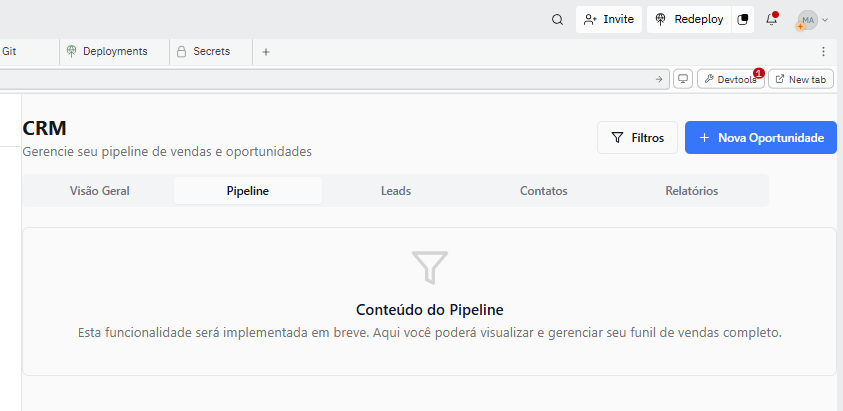 Invite
Redeploy
MA
Git
Deployments
Secrets
Devtools
1
New tab
CRM
Gerencie seu pipeline de vendas e oportunidades
Filtros
Nova Oportunidade
Visão Geral
Pipeline
Leads
Contatos
Relatórios
Conteúdo do Pipeline
Esta funcionalidade será implementada em breve. Aqui você poderá visualizar e gerenciar seu funil de vendas completo.